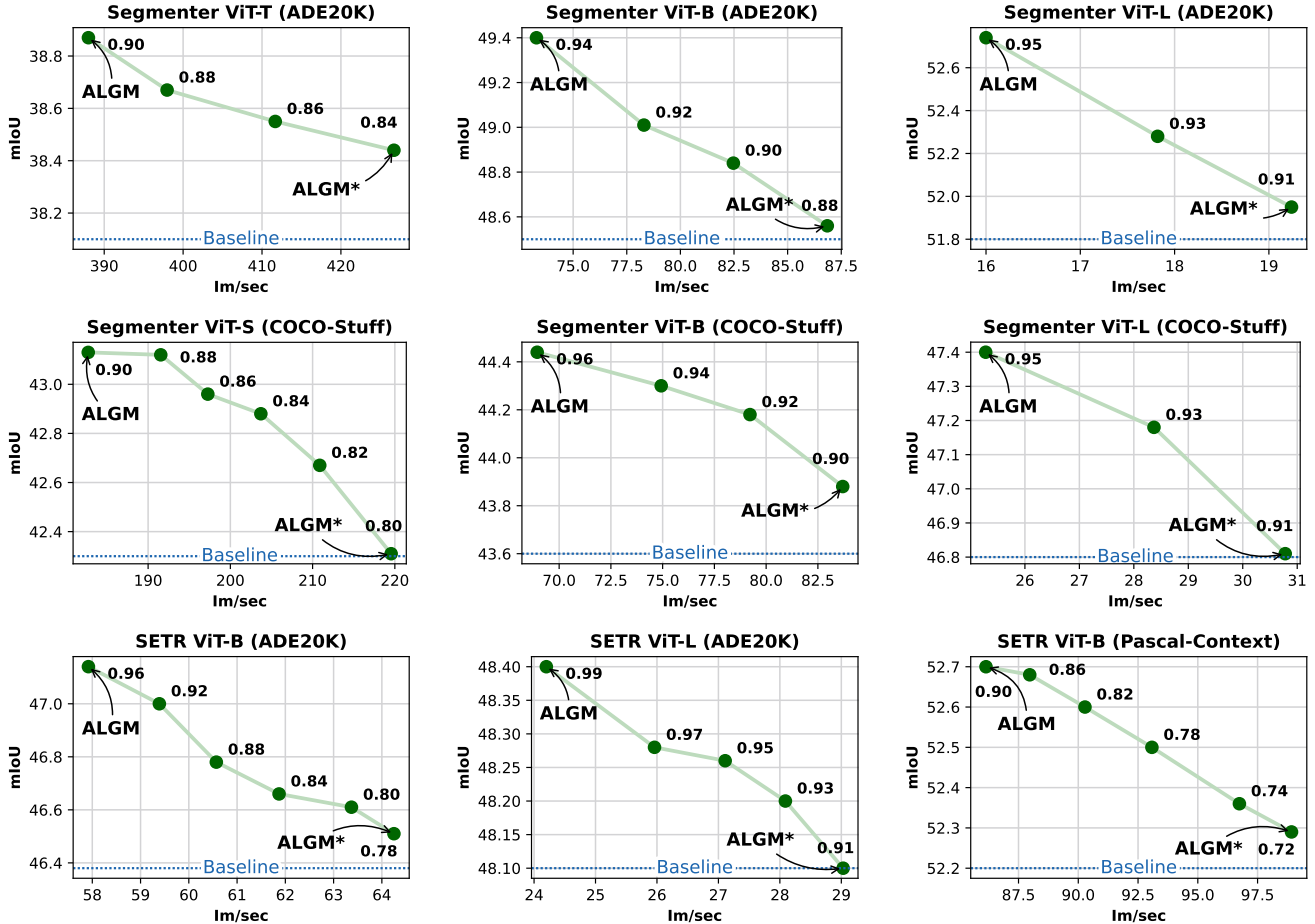 Segmenter ViT-T (ADE20K)
38.8
38.6
38.4
38.2
mIoU
0.90
0.88
0.86
0.84
ALGM
ALGM*
Baseline
390
400
410
420
Im/sec
Segmenter ViT-B (ADE20K)
49.4
49.2
49.0
48.8
48.6
mIoU
0.94
0.92
0.90
0.88
ALGM
ALGM*
Baseline
75.0
77.5
80.0
82.5
85.0
87.5
Im/sec
Segmenter ViT-L (ADE20K)
52.6
52.4
52.2
52.0
51.8
mIoU
0.95
0.93
0.91
ALGM
ALGM*
Baseline
16
17
18
19
Im/sec
Segmenter ViT-S (COCO-Stuff)
43.0
42.8
42.6
42.4
mIoU
0.90
0.88
0.86
0.84
0.82
0.80
ALGM
ALGM*
Baseline
190
200
210
220
Im/sec
Segmenter ViT-B (COCO-Stuff)
44.4
44.2
44.0
43.8
43.6
mIoU
0.96
0.94
0.92
0.90
ALGM
ALGM*
Baseline
70.0
72.5
75.0
77.5
80.0
82.5
Im/sec
Segmenter ViT-L (COCO-Stuff)
47.4
47.3
47.2
47.1
47.0
46.9
46.8
mIoU
0.95
0.93
0.91
ALGM
ALGM*
Baseline
26
27
28
29
30
31
Im/sec
SETR ViT-B (ADE20K)
47.0
46.8
46.6
46.4
mIoU
0.96
0.92
0.88
0.84
0.80
0.78
ALGM
ALGM*
Baseline
58
59
60
61
62
63
64
Im/sec
SETR ViT-L (ADE20K)
48.40
48.35
48.30
48.25
48.20
48.15
48.10
mIoU
0.99
0.97
0.95
0.93
0.91
ALGM
ALGM*
Baseline
24
25
26
27
28
29
Im/sec
SETR ViT-B (Pascal-Context)
52.7
52.6
52.5
52.4
52.3
52.2
mIoU
0.90
0.86
0.82
0.78
0.74
0.72
ALGM
ALGM*
Baseline
87.5
90.0
92.5
95.0
97.5
Im/sec